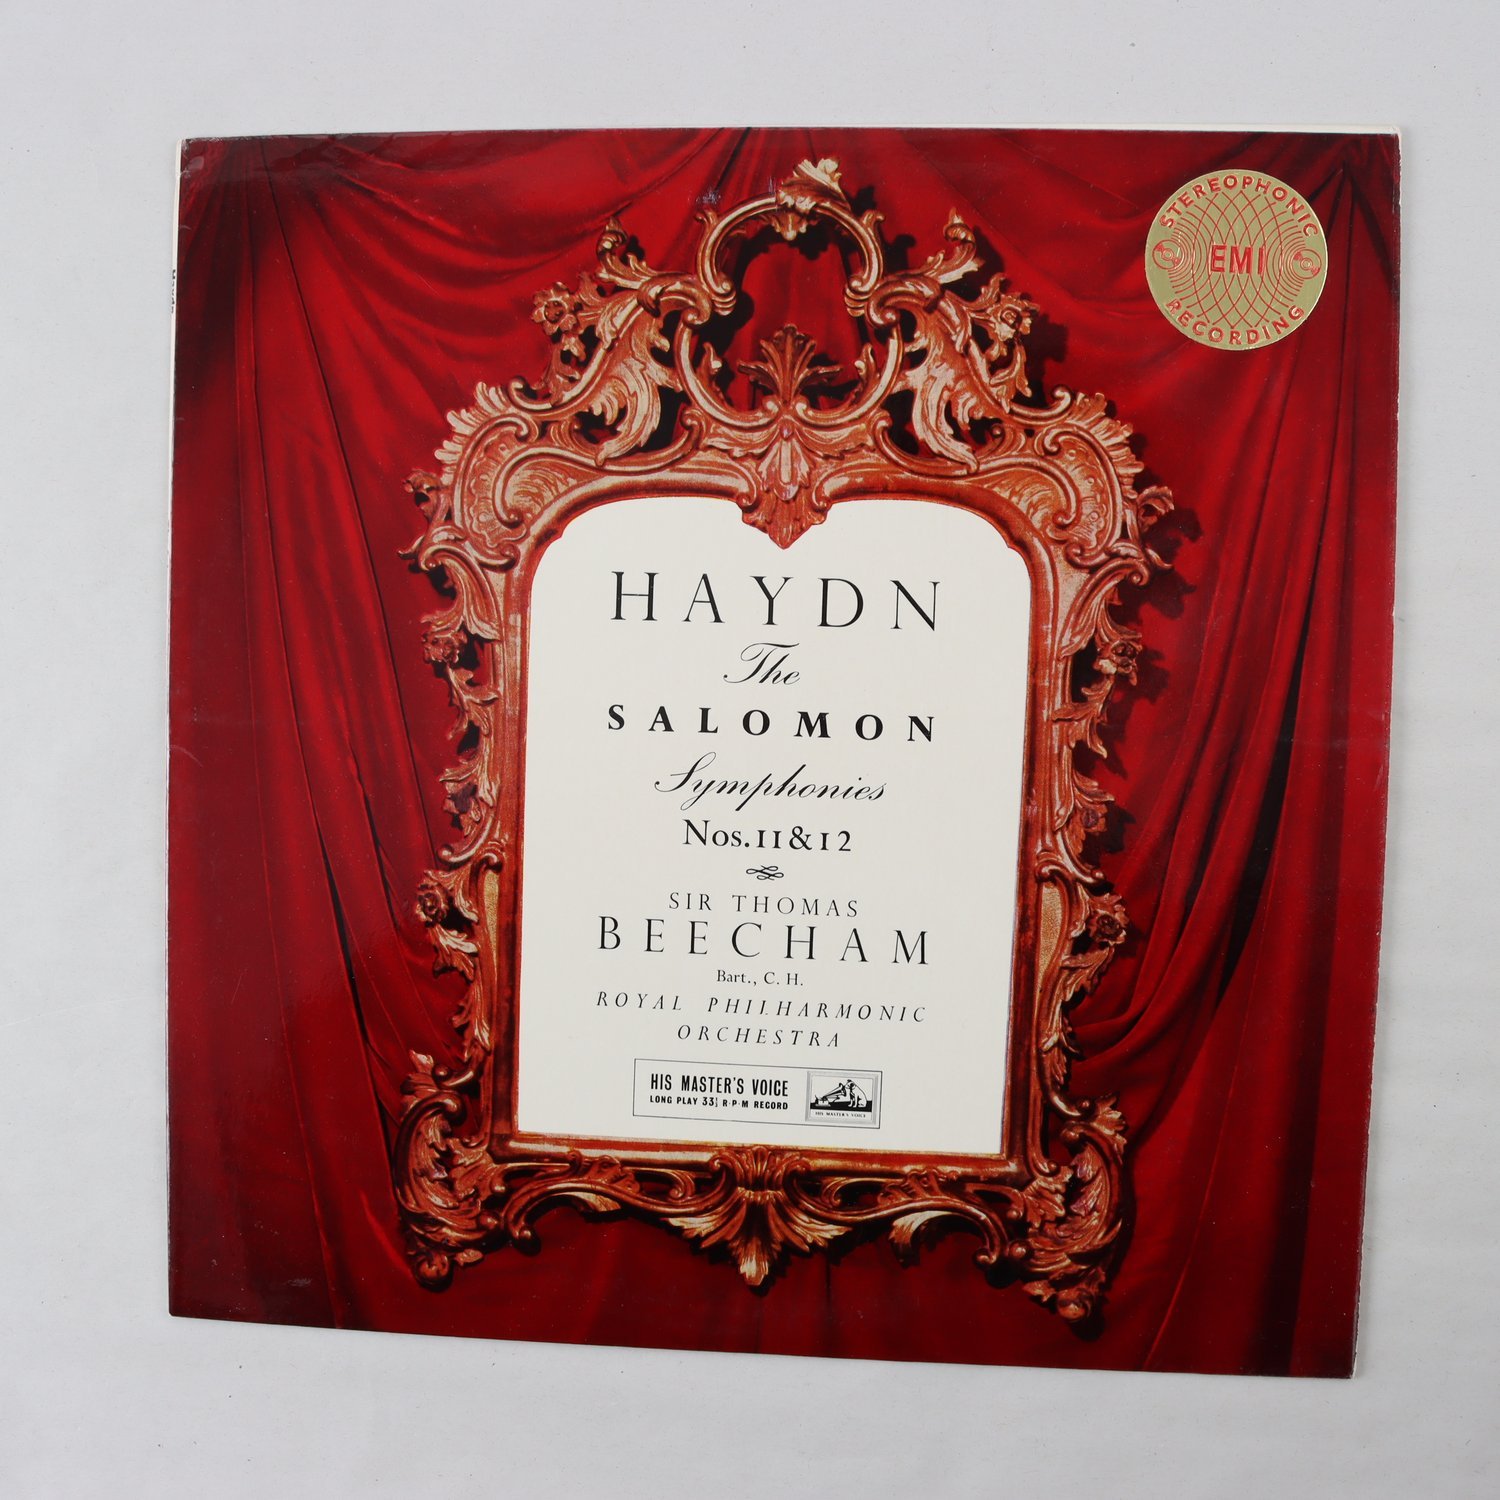 STEREOPHONIC
EMI
RECORDING
HAYDN
The
SALOMON
Symphonies
Nos. 11 & 12
SIR THOMAS
BEECHAM
Bart., C. H.
ROYAL PHILHARMONIC
ORCHESTRA
HIS MASTER'S VOICE
LONG PLAY 33⅓ R·P·M RECORD
HIS MASTER'S VOICE